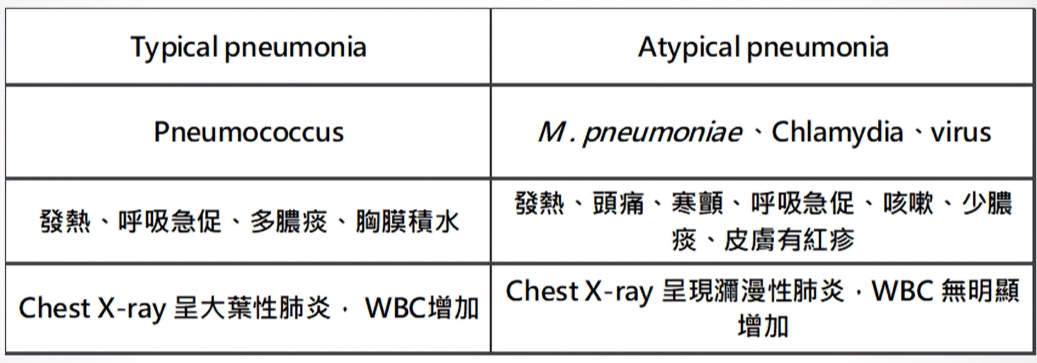 Typical pneumonia
Atypical pneumonia
Pneumococcus
M. pneumoniae、Chlamydia、virus
發熱、呼吸急促、多膿痰、胸膜積水
發熱、頭痛、寒顫、呼吸急促、咳嗽、少膿
痰、皮膚有紅疹
Chest X-ray 呈大葉性肺炎， WBC增加
Chest X-ray 呈現瀰漫性肺炎，WBC 無明顯
增加